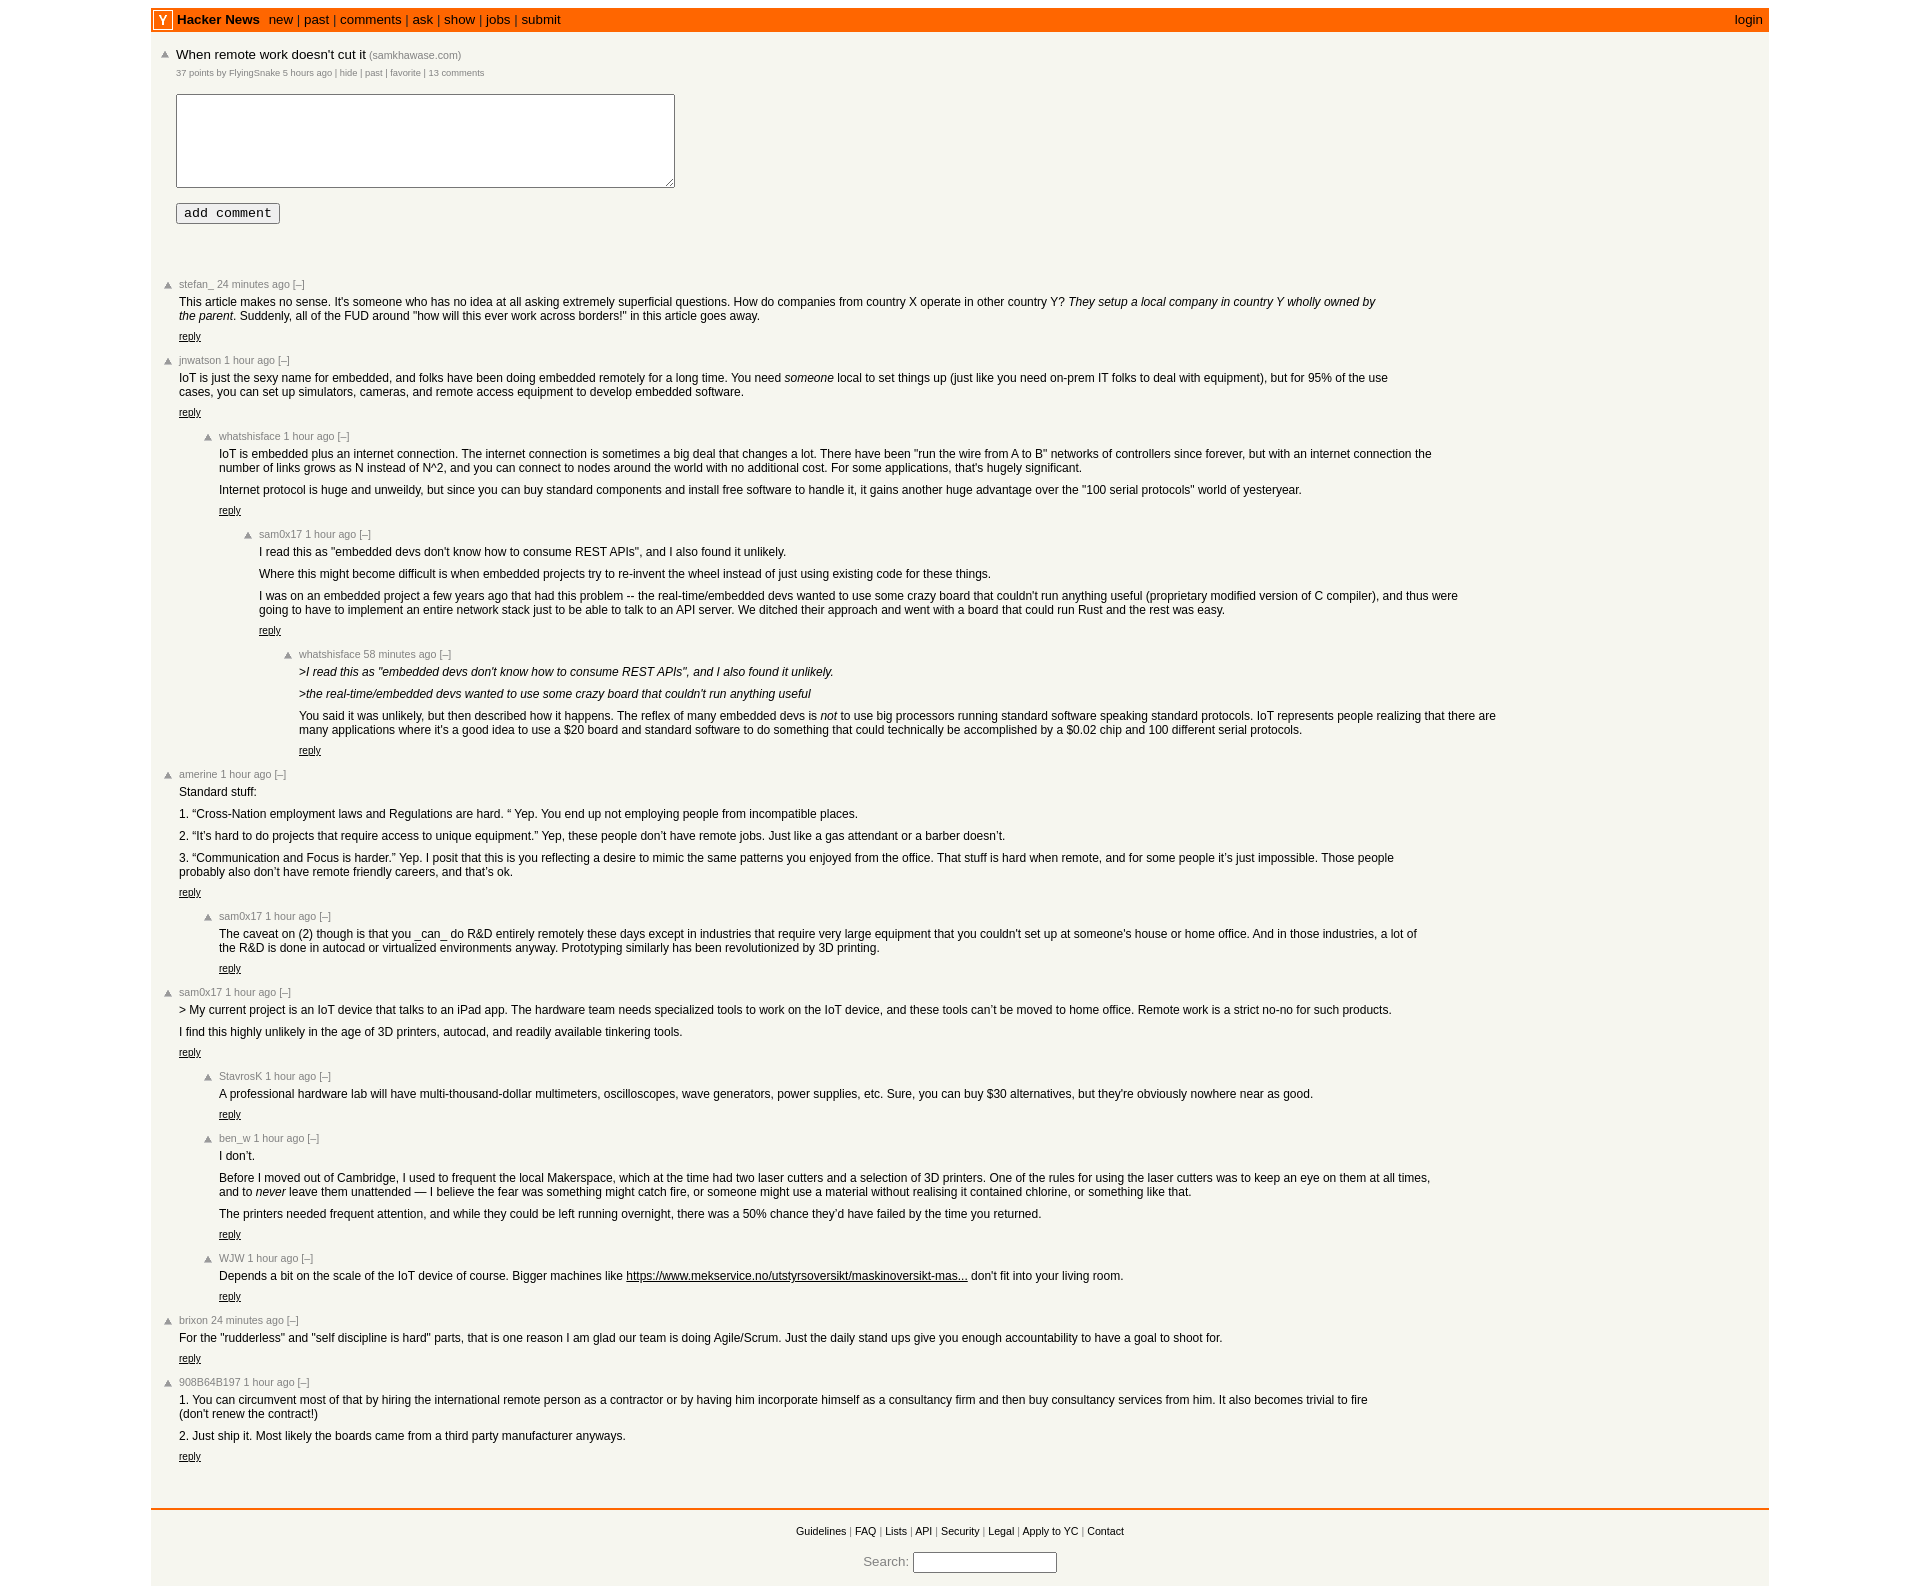 Y Hacker News new | past | comments | ask | show | jobs | submit login
When remote work doesn't cut it (samkhawase.com)
37 points by FlyingSnake 5 hours ago | hide | past | favorite | 13 comments
add comment
stefan_ 24 minutes ago [–]
This article makes no sense. It's someone who has no idea at all asking extremely superficial questions. How do companies from country X operate in other country Y? They setup a local company in country Y wholly owned by
the parent. Suddenly, all of the FUD around "how will this ever work across borders!" in this article goes away.
reply
jnwatson 1 hour ago [–]
IoT is just the sexy name for embedded, and folks have been doing embedded remotely for a long time. You need someone local to set things up (just like you need on-prem IT folks to deal with equipment), but for 95% of the use
cases, you can set up simulators, cameras, and remote access equipment to develop embedded software.
reply
whatshisface 1 hour ago [–]
IoT is embedded plus an internet connection. The internet connection is sometimes a big deal that changes a lot. There have been "run the wire from A to B" networks of controllers since forever, but with an internet connection the
number of links grows as N instead of N^2, and you can connect to nodes around the world with no additional cost. For some applications, that's hugely significant.
Internet protocol is huge and unweildy, but since you can buy standard components and install free software to handle it, it gains another huge advantage over the "100 serial protocols" world of yesteryear.
reply
sam0x17 1 hour ago [–]
I read this as "embedded devs don't know how to consume REST APIs", and I also found it unlikely.
Where this might become difficult is when embedded projects try to re-invent the wheel instead of just using existing code for these things.
I was on an embedded project a few years ago that had this problem -- the real-time/embedded devs wanted to use some crazy board that couldn't run anything useful (proprietary modified version of C compiler), and thus were
going to have to implement an entire network stack just to be able to talk to an API server. We ditched their approach and went with a board that could run Rust and the rest was easy.
reply
whatshisface 58 minutes ago [–]
>I read this as "embedded devs don't know how to consume REST APIs", and I also found it unlikely.
>the real-time/embedded devs wanted to use some crazy board that couldn't run anything useful
You said it was unlikely, but then described how it happens. The reflex of many embedded devs is not to use big processors running standard software speaking standard protocols. IoT represents people realizing that there are
many applications where it's a good idea to use a $20 board and standard software to do something that could technically be accomplished by a $0.02 chip and 100 different serial protocols.
reply
amerine 1 hour ago [–]
Standard stuff:
1. “Cross-Nation employment laws and Regulations are hard. “ Yep. You end up not employing people from incompatible places.
2. “It’s hard to do projects that require access to unique equipment.” Yep, these people don’t have remote jobs. Just like a gas attendant or a barber doesn’t.
3. “Communication and Focus is harder.” Yep. I posit that this is you reflecting a desire to mimic the same patterns you enjoyed from the office. That stuff is hard when remote, and for some people it’s just impossible. Those people
probably also don’t have remote friendly careers, and that’s ok.
reply
sam0x17 1 hour ago [–]
The caveat on (2) though is that you _can_ do R&D entirely remotely these days except in industries that require very large equipment that you couldn't set up at someone's house or home office. And in those industries, a lot of
the R&D is done in autocad or virtualized environments anyway. Prototyping similarly has been revolutionized by 3D printing.
reply
sam0x17 1 hour ago [–]
> My current project is an IoT device that talks to an iPad app. The hardware team needs specialized tools to work on the IoT device, and these tools can’t be moved to home office. Remote work is a strict no-no for such products.
I find this highly unlikely in the age of 3D printers, autocad, and readily available tinkering tools.
reply
StavrosK 1 hour ago [–]
A professional hardware lab will have multi-thousand-dollar multimeters, oscilloscopes, wave generators, power supplies, etc. Sure, you can buy $30 alternatives, but they're obviously nowhere near as good.
reply
ben_w 1 hour ago [–]
I don’t.
Before I moved out of Cambridge, I used to frequent the local Makerspace, which at the time had two laser cutters and a selection of 3D printers. One of the rules for using the laser cutters was to keep an eye on them at all times,
and to never leave them unattended — I believe the fear was something might catch fire, or someone might use a material without realising it contained chlorine, or something like that.
The printers needed frequent attention, and while they could be left running overnight, there was a 50% chance they’d have failed by the time you returned.
reply
WJW 1 hour ago [–]
Depends a bit on the scale of the IoT device of course. Bigger machines like https://www.mekservice.no/utstyrsoversikt/maskinoversikt-mas... don't fit into your living room.
reply
brixon 24 minutes ago [–]
For the "rudderless" and "self discipline is hard" parts, that is one reason I am glad our team is doing Agile/Scrum. Just the daily stand ups give you enough accountability to have a goal to shoot for.
reply
908B64B197 1 hour ago [–]
1. You can circumvent most of that by hiring the international remote person as a contractor or by having him incorporate himself as a consultancy firm and then buy consultancy services from him. It also becomes trivial to fire
(don't renew the contract!)
2. Just ship it. Most likely the boards came from a third party manufacturer anyways.
reply
Guidelines | FAQ | Lists | API | Security | Legal | Apply to YC | Contact
Search: